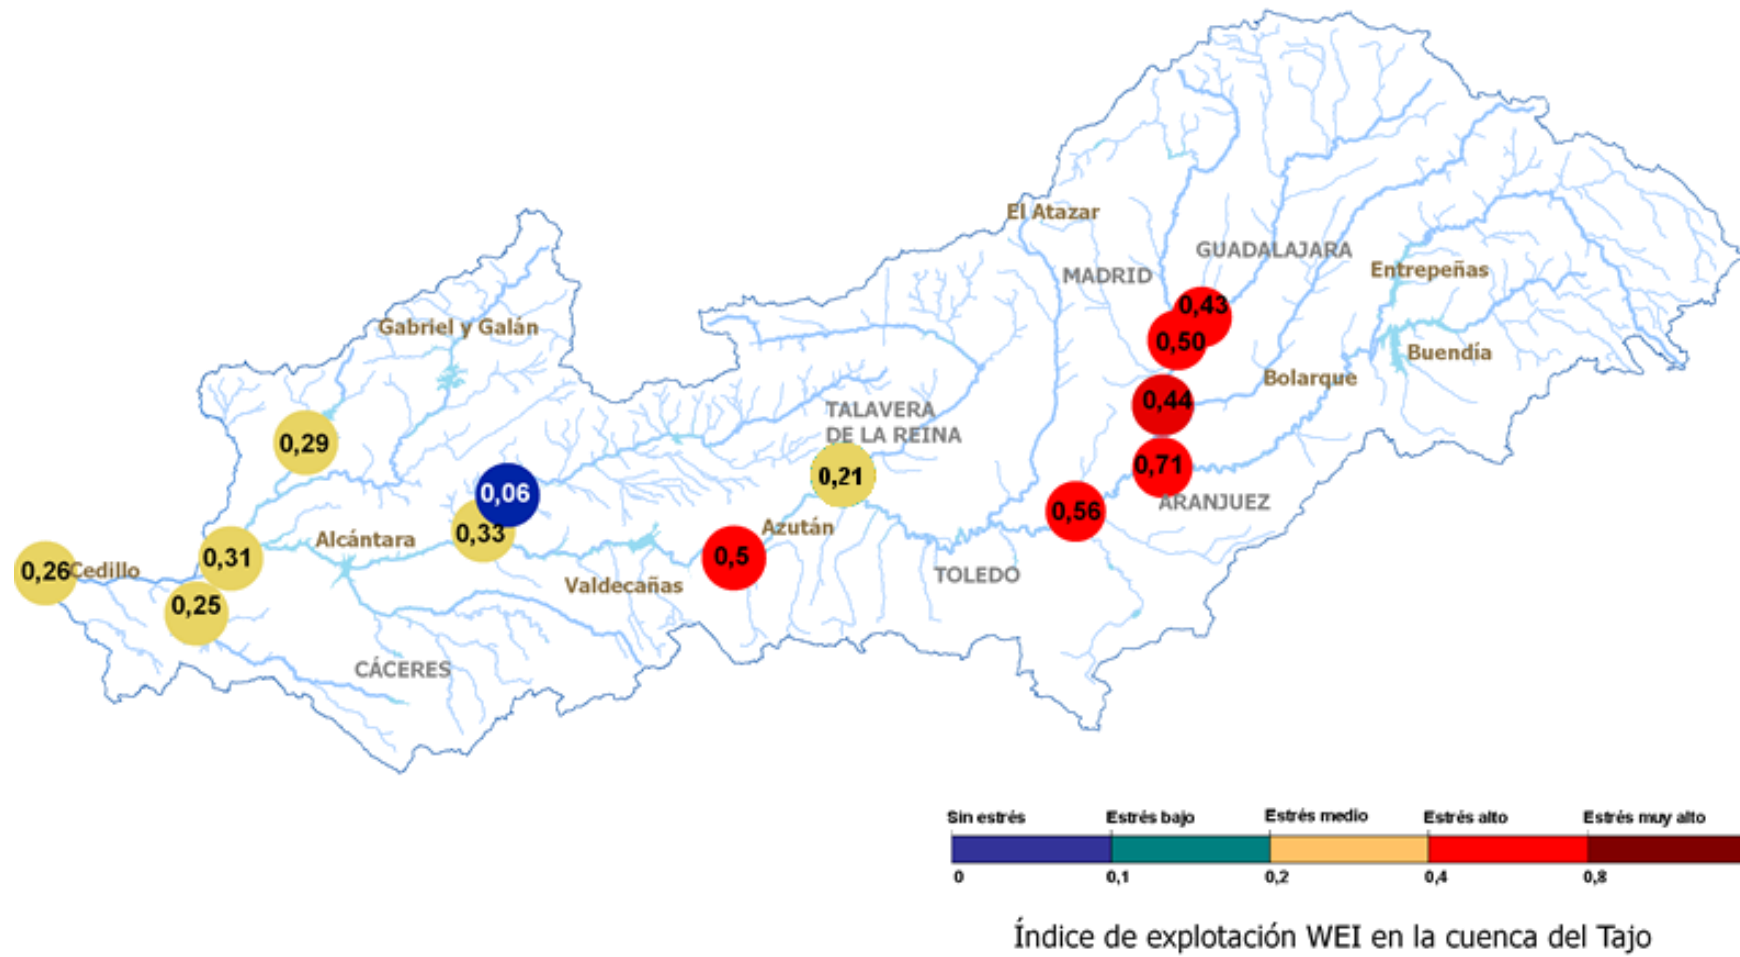 El Atazar
GUADALAJARA
MADRID
Entrepeñas
0,43
Gabriel y Galán
0,50
Buendía
Bolarque
0,44
TALAVERA
DE LA REINA
0,29
0,71
0,21
0,06
ARANJUEZ
0,56
Azután
0,33
Alcántara
0,5
0,31
0,26
Cedillo
TOLEDO
Valdecañas
0,25
CÁCERES
Sin estrés Estrés bajo Estrés medio Estrés alto Estrés muy alto
0 0,1 0,2 0,4 0,8
Índice de explotación WEI en la cuenca del Tajo